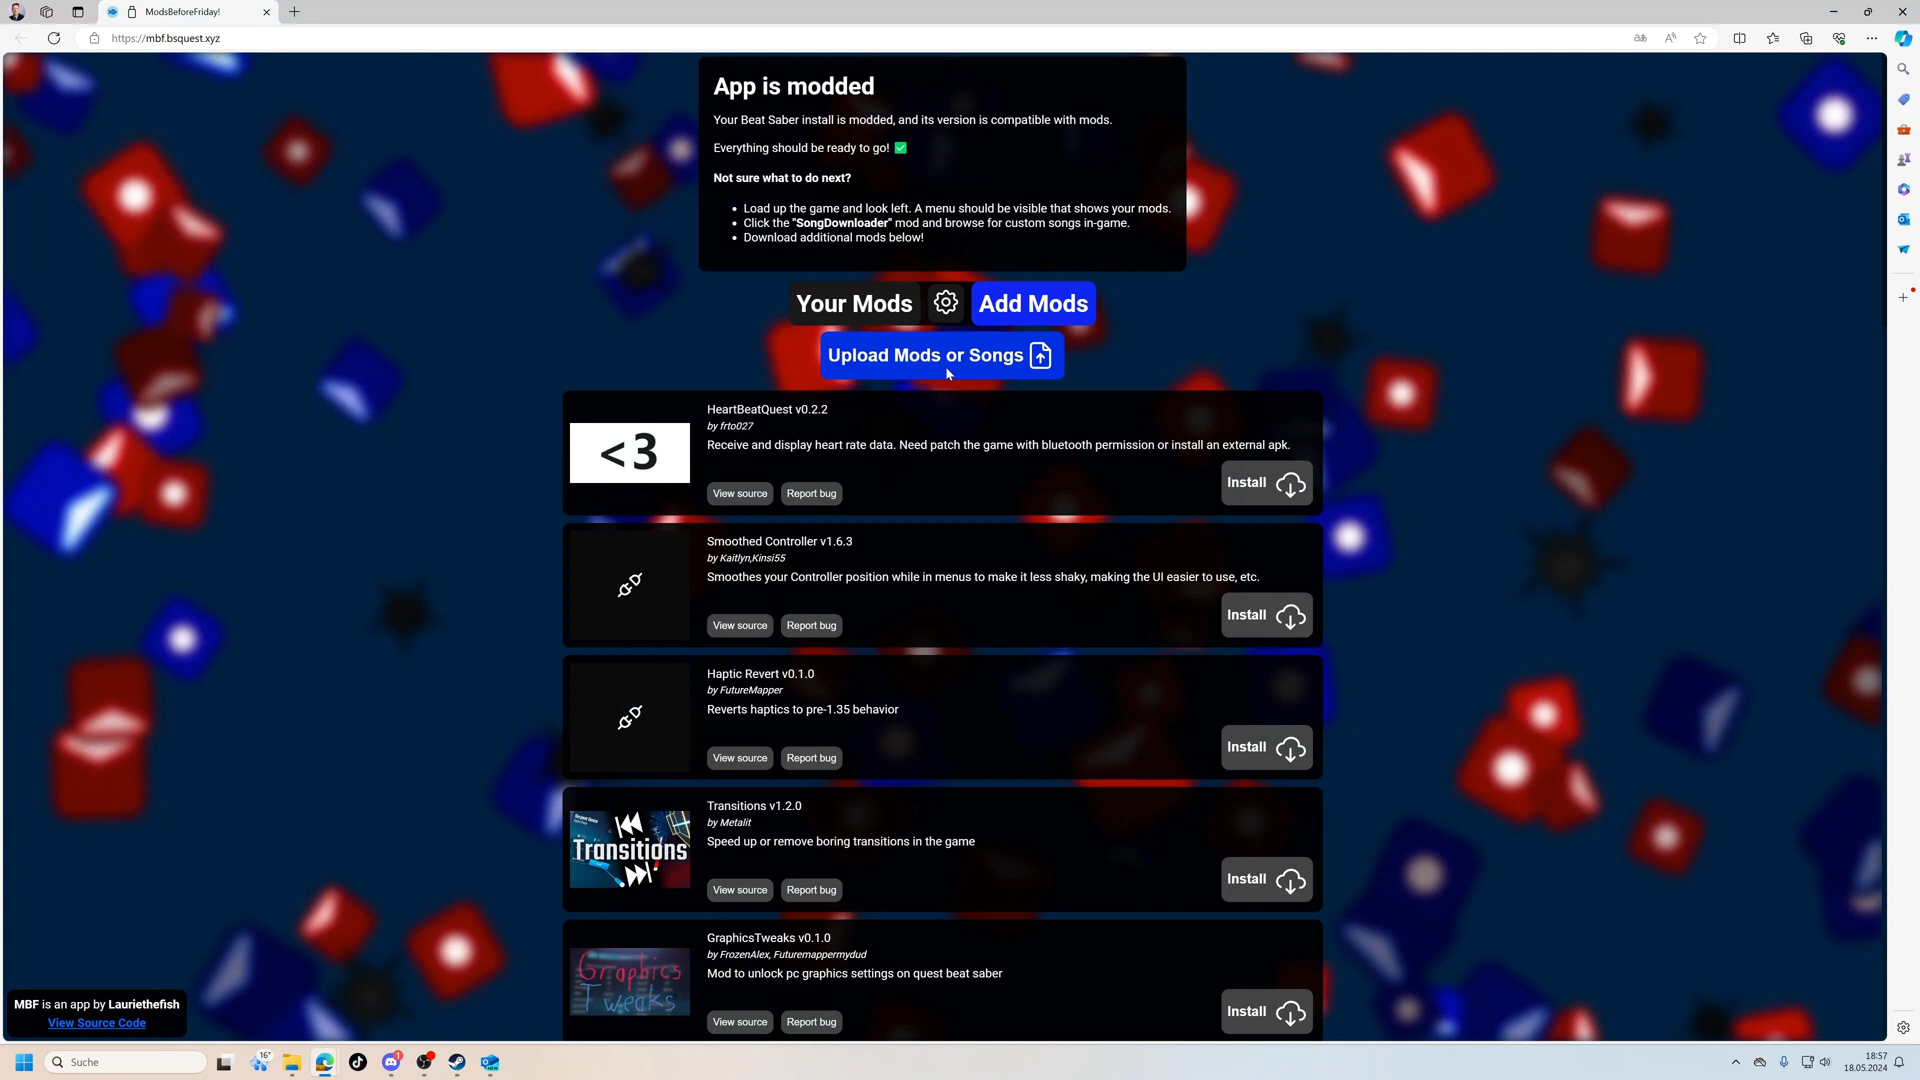 ModsBeforeFriday!
https://mbf.bsquest.xyz
App is modded
Your Beat Saber install is modded, and its version is compatible with mods.
Everything should be ready to go! ✅
Not sure what to do next?
• Load up the game and look left. A menu should be visible that shows your mods.
• Click the "SongDownloader" mod and browse for custom songs in-game.
• Download additional mods below!
Your Mods
Add Mods
Upload Mods or Songs
<3
HeartBeatQuest v0.2.2
by frto027
Receive and display heart rate data. Need patch the game with bluetooth permission or install an external apk.
Install
View source
Report bug
Smoothed Controller v1.6.3
by Kaitlyn,Kinsi55
Smoothes your Controller position while in menus to make it less shaky, making the UI easier to use, etc.
Install
View source
Report bug
Haptic Revert v0.1.0
by FutureMapper
Reverts haptics to pre-1.35 behavior
Install
View source
Report bug
Transitions
Transitions v1.2.0
by Metalit
Speed up or remove boring transitions in the game
Install
View source
Report bug
Graphics
Tweaks
GraphicsTweaks v0.1.0
by FrozenAlex, Futuremappermydud
Mod to unlock pc graphics settings on quest beat saber
Install
View source
Report bug
MBF is an app by Lauriethefish
View Source Code
Suche
16°
1
18:57
18.05.2024